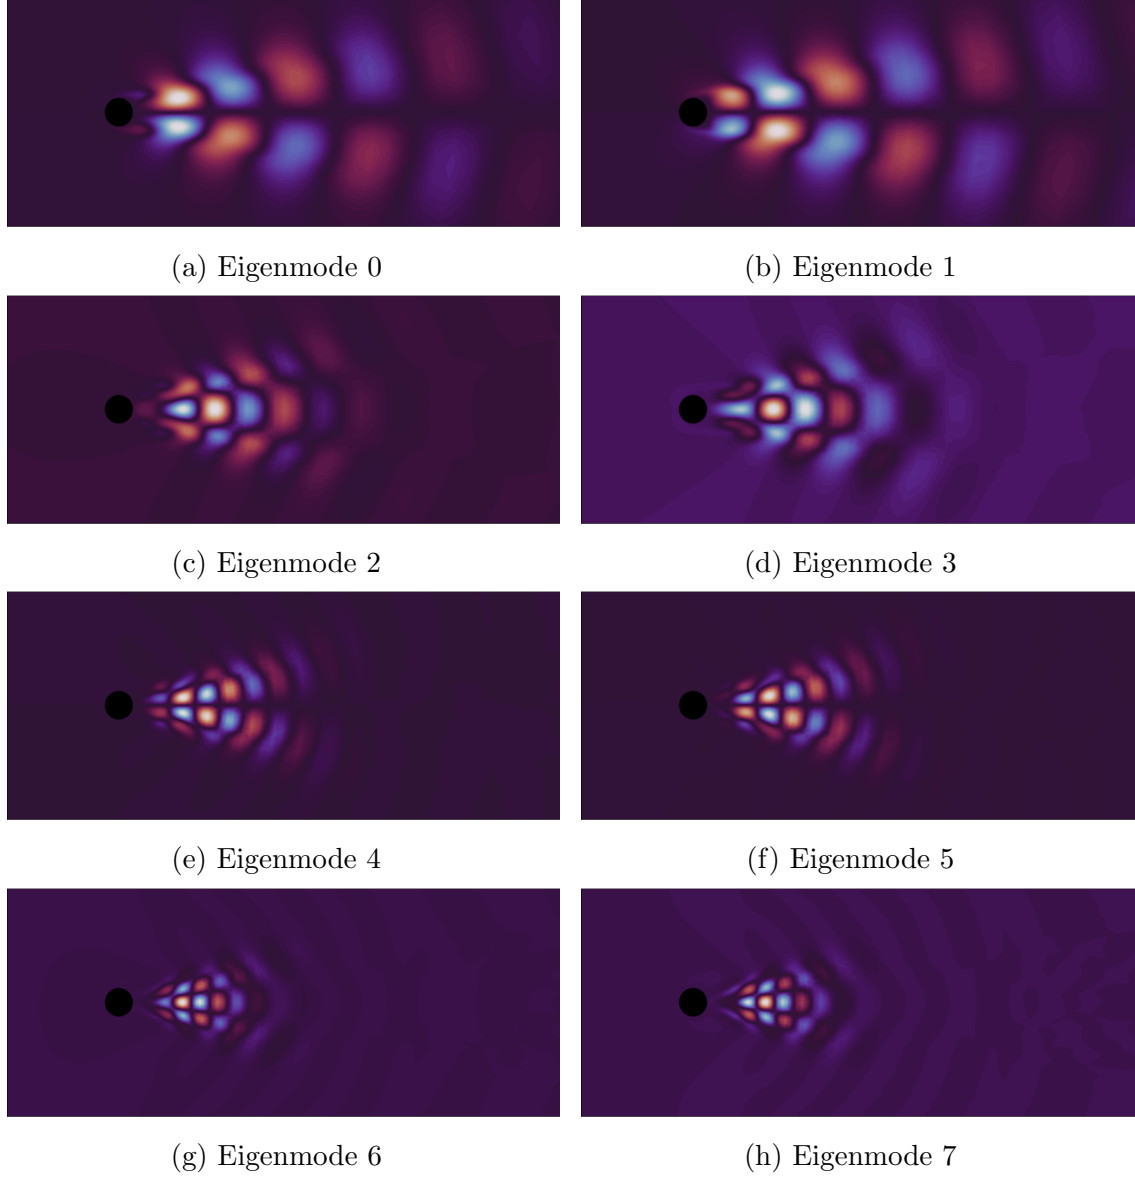 (a) Eigenmode 0
(b) Eigenmode 1
(c) Eigenmode 2
(d) Eigenmode 3
(e) Eigenmode 4
(f) Eigenmode 5
(g) Eigenmode 6
(h) Eigenmode 7